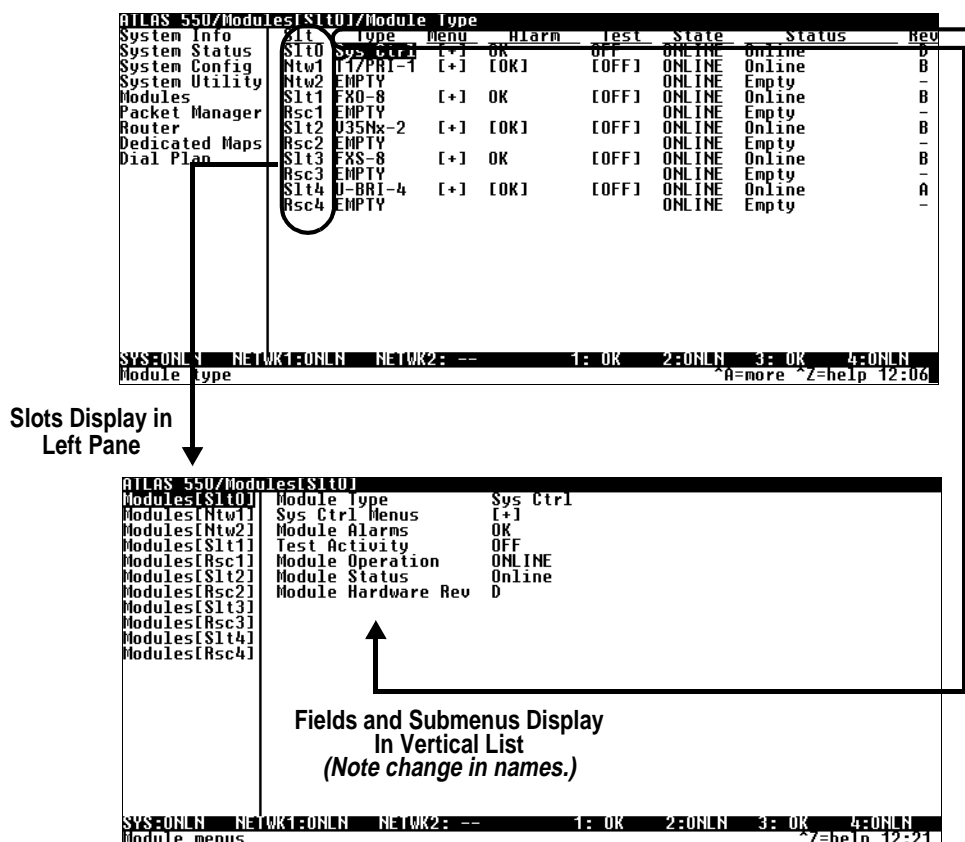 ATLAS 550/Modules[Slt0]/Module Type
System Info Slt Type Menu Alarm Test State Status Rev
System Status Slt0 Sys Ctrl [+] OK OFF ONLINE Online D
System Config Ntw1 T1/PRI-1 [+] [OK] [OFF] ONLINE Online B
System Utility Ntw2 EMPTY ONLINE Empty -
Modules Slt1 FXO-8 [+] OK [OFF] ONLINE Online B
Packet Manager Rsc1 EMPTY ONLINE Empty -
Router Slt2 V35Nx-2 [+] [OK] [OFF] ONLINE Online B
Dedicated Maps Rsc2 EMPTY ONLINE Empty -
Dial Plan Slt3 FXS-8 [+] OK [OFF] ONLINE Online B
Rsc3 EMPTY ONLINE Empty -
Slt4 U-BRI-4 [+] [OK] [OFF] ONLINE Online A
Rsc4 EMPTY ONLINE Empty -
SYS:ONLN NETWK1:ONLN NETWK2: -- 1: OK 2:ONLN 3: OK 4:ONLN
Module type ^A=more ^Z=help 12:06
Slots Display in
Left Pane
ATLAS 550/Modules[Slt0]
Modules[Slt0] Module Type Sys Ctrl
Modules[Ntw1] Sys Ctrl Menus [+]
Modules[Ntw2] Module Alarms OK
Modules[Slt1] Test Activity OFF
Modules[Rsc1] Module Operation ONLINE
Modules[Slt2] Module Status Online
Modules[Rsc2] Module Hardware Rev D
Modules[Slt3]
Modules[Rsc3]
Modules[Slt4]
Modules[Rsc4]
Fields and Submenus Display
In Vertical List
(Note change in names.)
SYS:ONLN NETWK1:ONLN NETWK2: -- 1: OK 2:ONLN 3: OK 4:ONLN
Module menus ^Z=help 12:21